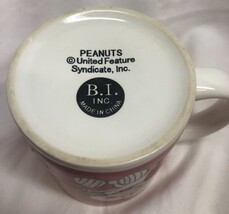 PEANUTS
© United Feature
Syndicate, Inc.
B.I.
INC
MADE IN CHINA